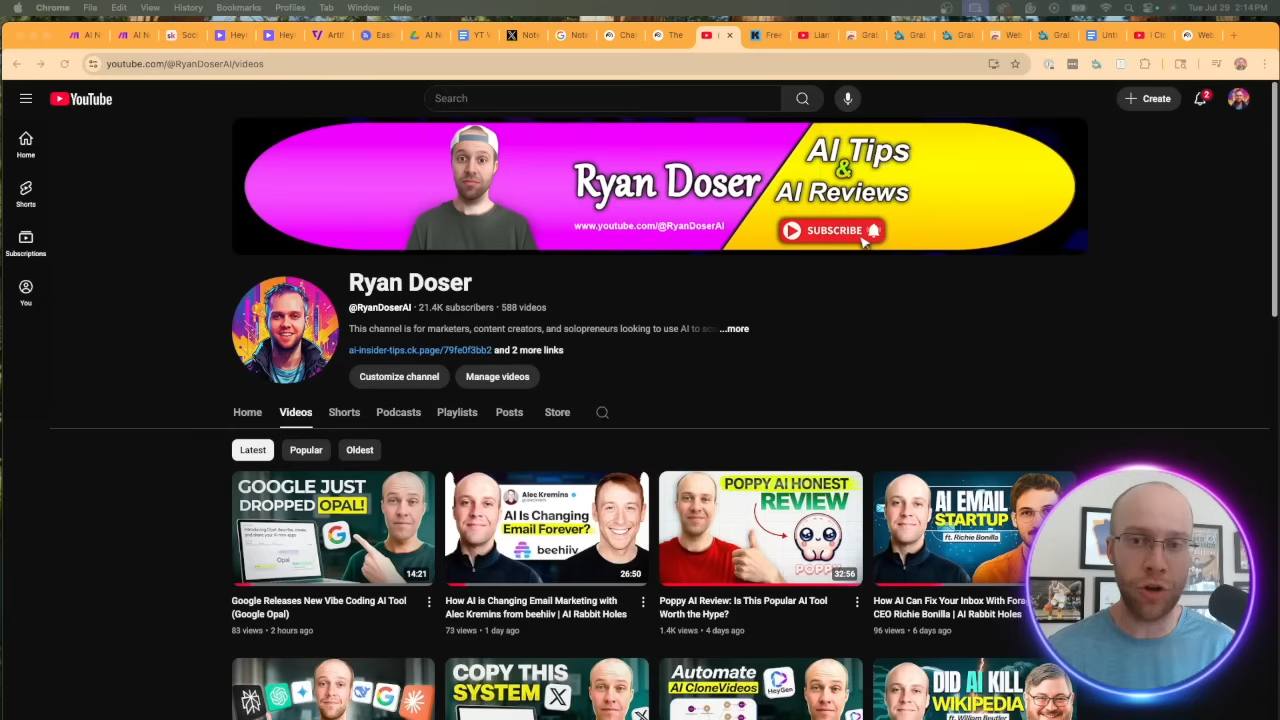 Chrome File Edit View History Bookmarks Profiles Tab Window Help
Tue Jul 29 2:14 PM
youtube.com/@RyanDoserAI/videos
YouTube
Search
Create
2
Home
Shorts
Subscriptions
You
Ryan Doser
www.youtube.com/@RyanDoserAI
AI Tips
&
AI Reviews
SUBSCRIBE
Ryan Doser
@RyanDoserAI · 21.4K subscribers · 588 videos
This channel is for marketers, content creators, and solopreneurs looking to use AI to ...more
ai-insider-tips.ck.page/79fe0f3bb2 and 2 more links
Customize channel Manage videos
Home Videos Shorts Podcasts Playlists Posts Store
Latest Popular Oldest
GOOGLE JUST
DROPPED OPAL!
Opal
14:21
Google Releases New Vibe Coding AI Tool
(Google Opal)
83 views · 2 hours ago
Alec Kremins
AI Is Changing
Email Forever?
beehiiv
26:50
How AI is Changing Email Marketing with
Alec Kremins from beehiiv | AI Rabbit Holes
73 views · 1 day ago
POPPY AI HONEST
REVIEW
POPPY
32:56
Poppy AI Review: Is This Popular AI Tool
Worth the Hype?
1.4K views · 4 days ago
AI EMAIL
STARTUP
ft. Richie Bonilla
How AI Can Fix Your Inbox With
CEO Richie Bonilla | AI Rabbit Holes
96 views · 6 days ago
COPY THIS
SYSTEM
Automate
AI Clone Videos
HeyGen
DID AI KILL
WIKIPEDIA
ft. William Beutler